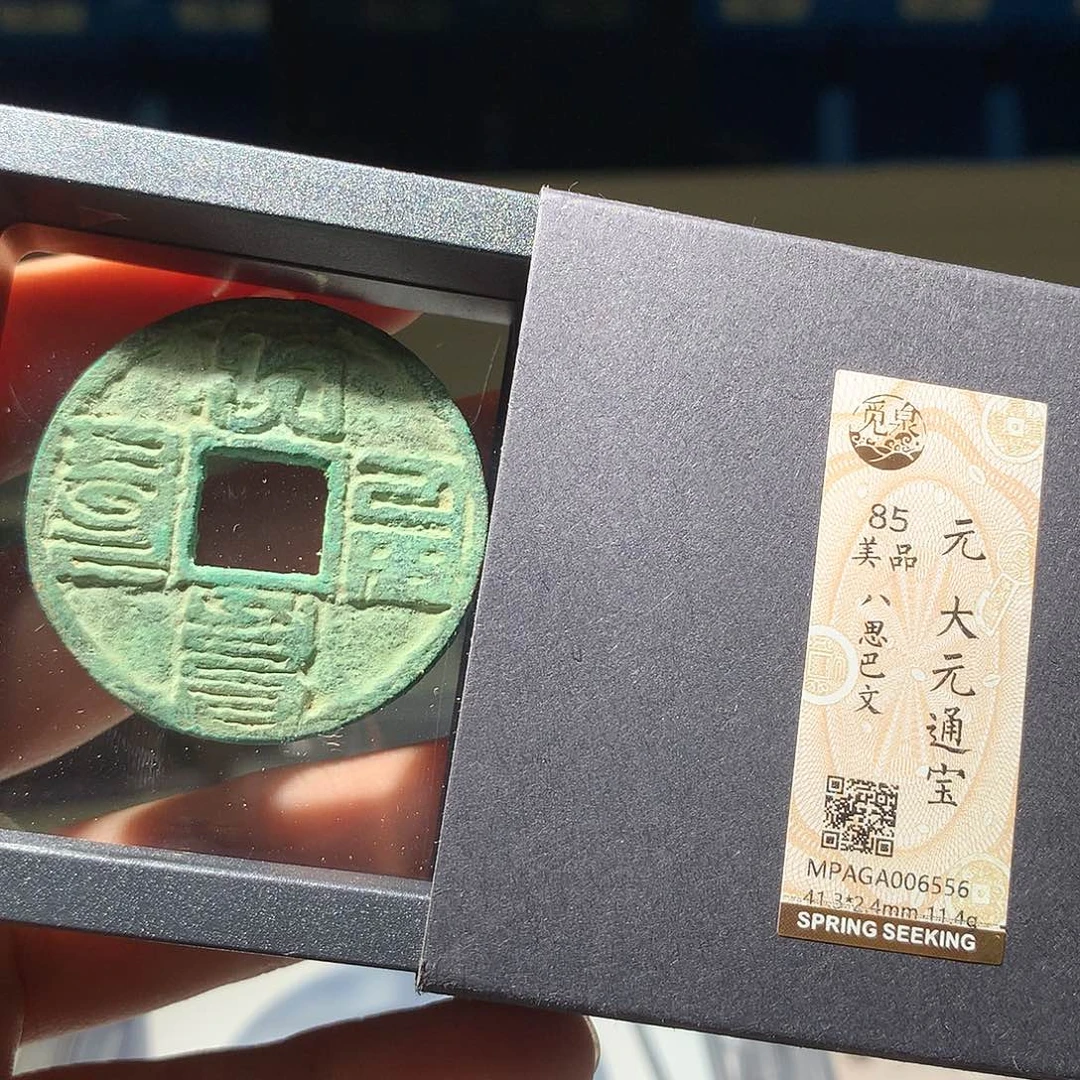 觅泉
元 大元通宝
85
美品
八思巴文
MPAGA006556
41.3*2.4mm 11.4g
SPRING SEEKING